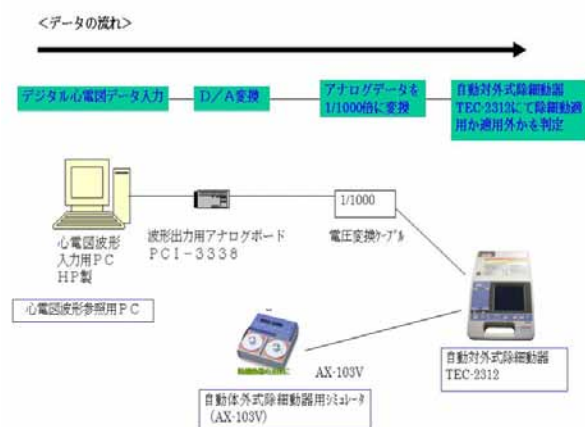 ＜データの流れ＞
デジタル心電図データ入力
D／A変換
アナログデータを
1/1000倍に変換
自動対外式除細動器
TEC-2312にて除細動適
用か適用外かを判定
1/1000
心電図波形
入力用ＰＣ
ＨＰ製
波形出力用アナログボード
ＰＣＩ－３３３８
電圧変換ｹｰﾌﾞﾙ
心電図波形参照用ＰＣ
AX-103V
自動対外式除細動器
TEC-2312
自動体外式除細動器用ｼﾐｭﾚｰﾀ
（AX-103V）